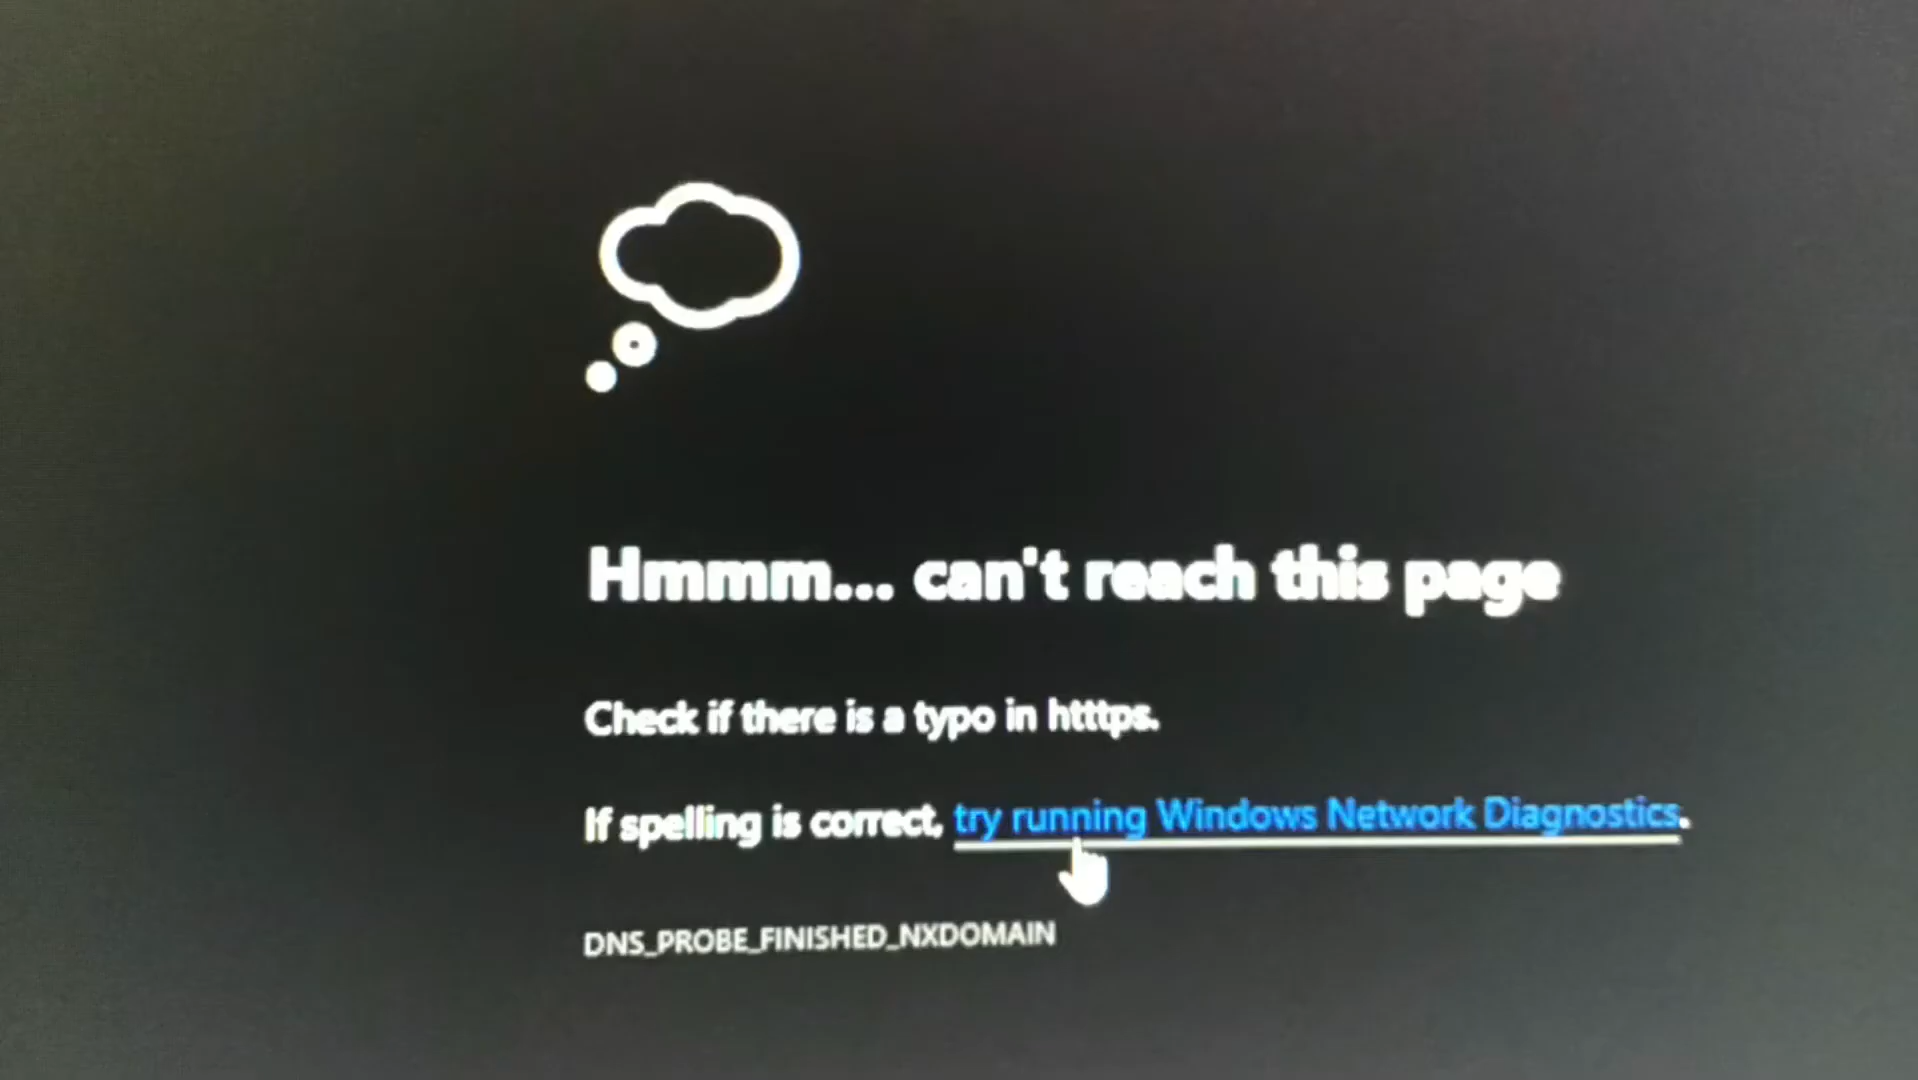 Hmmm... can't reach this page
Check if there is a typo in htttps.
If spelling is correct, try running Windows Network Diagnostics.
DNS_PROBE_FINISHED_NXDOMAIN